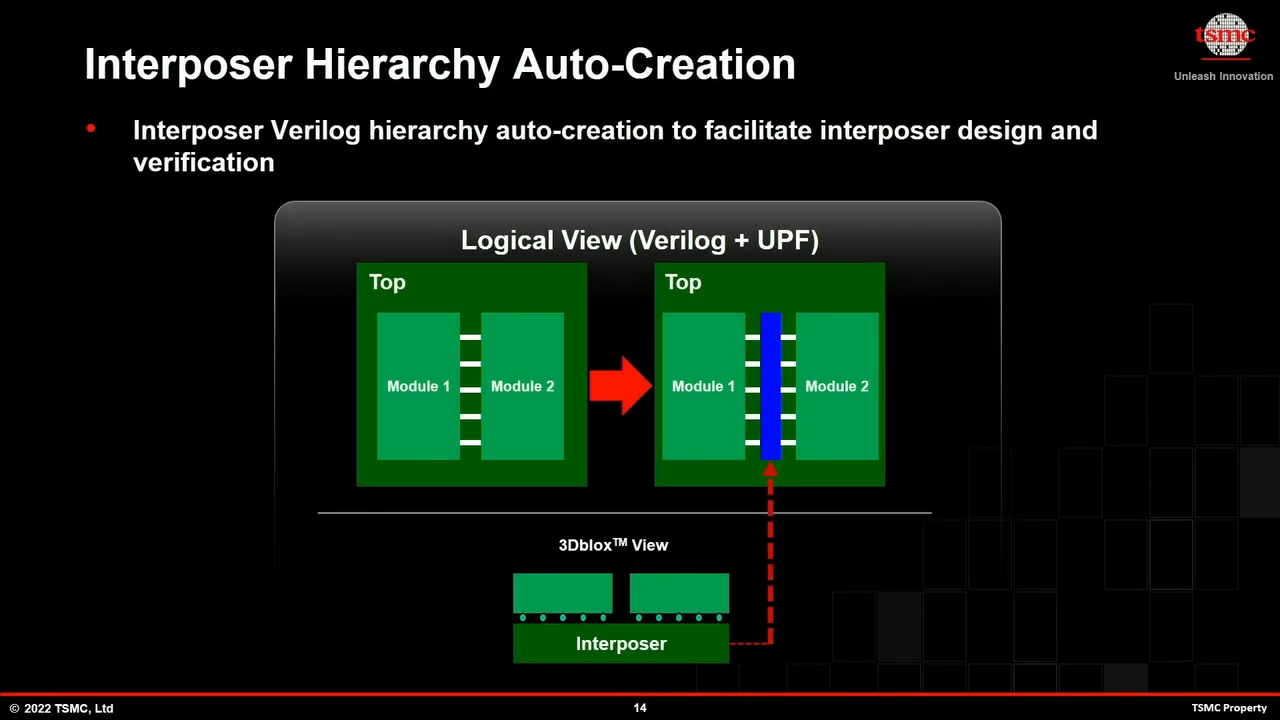 tsmc
Unleash Innovation
Interposer Hierarchy Auto-Creation
• Interposer Verilog hierarchy auto-creation to facilitate interposer design and
verification
Logical View (Verilog + UPF)
Top
Module 1
Module 2
Top
Module 1
Module 2
3Dblox™ View
Interposer
© 2022 TSMC, Ltd
14
TSMC Property